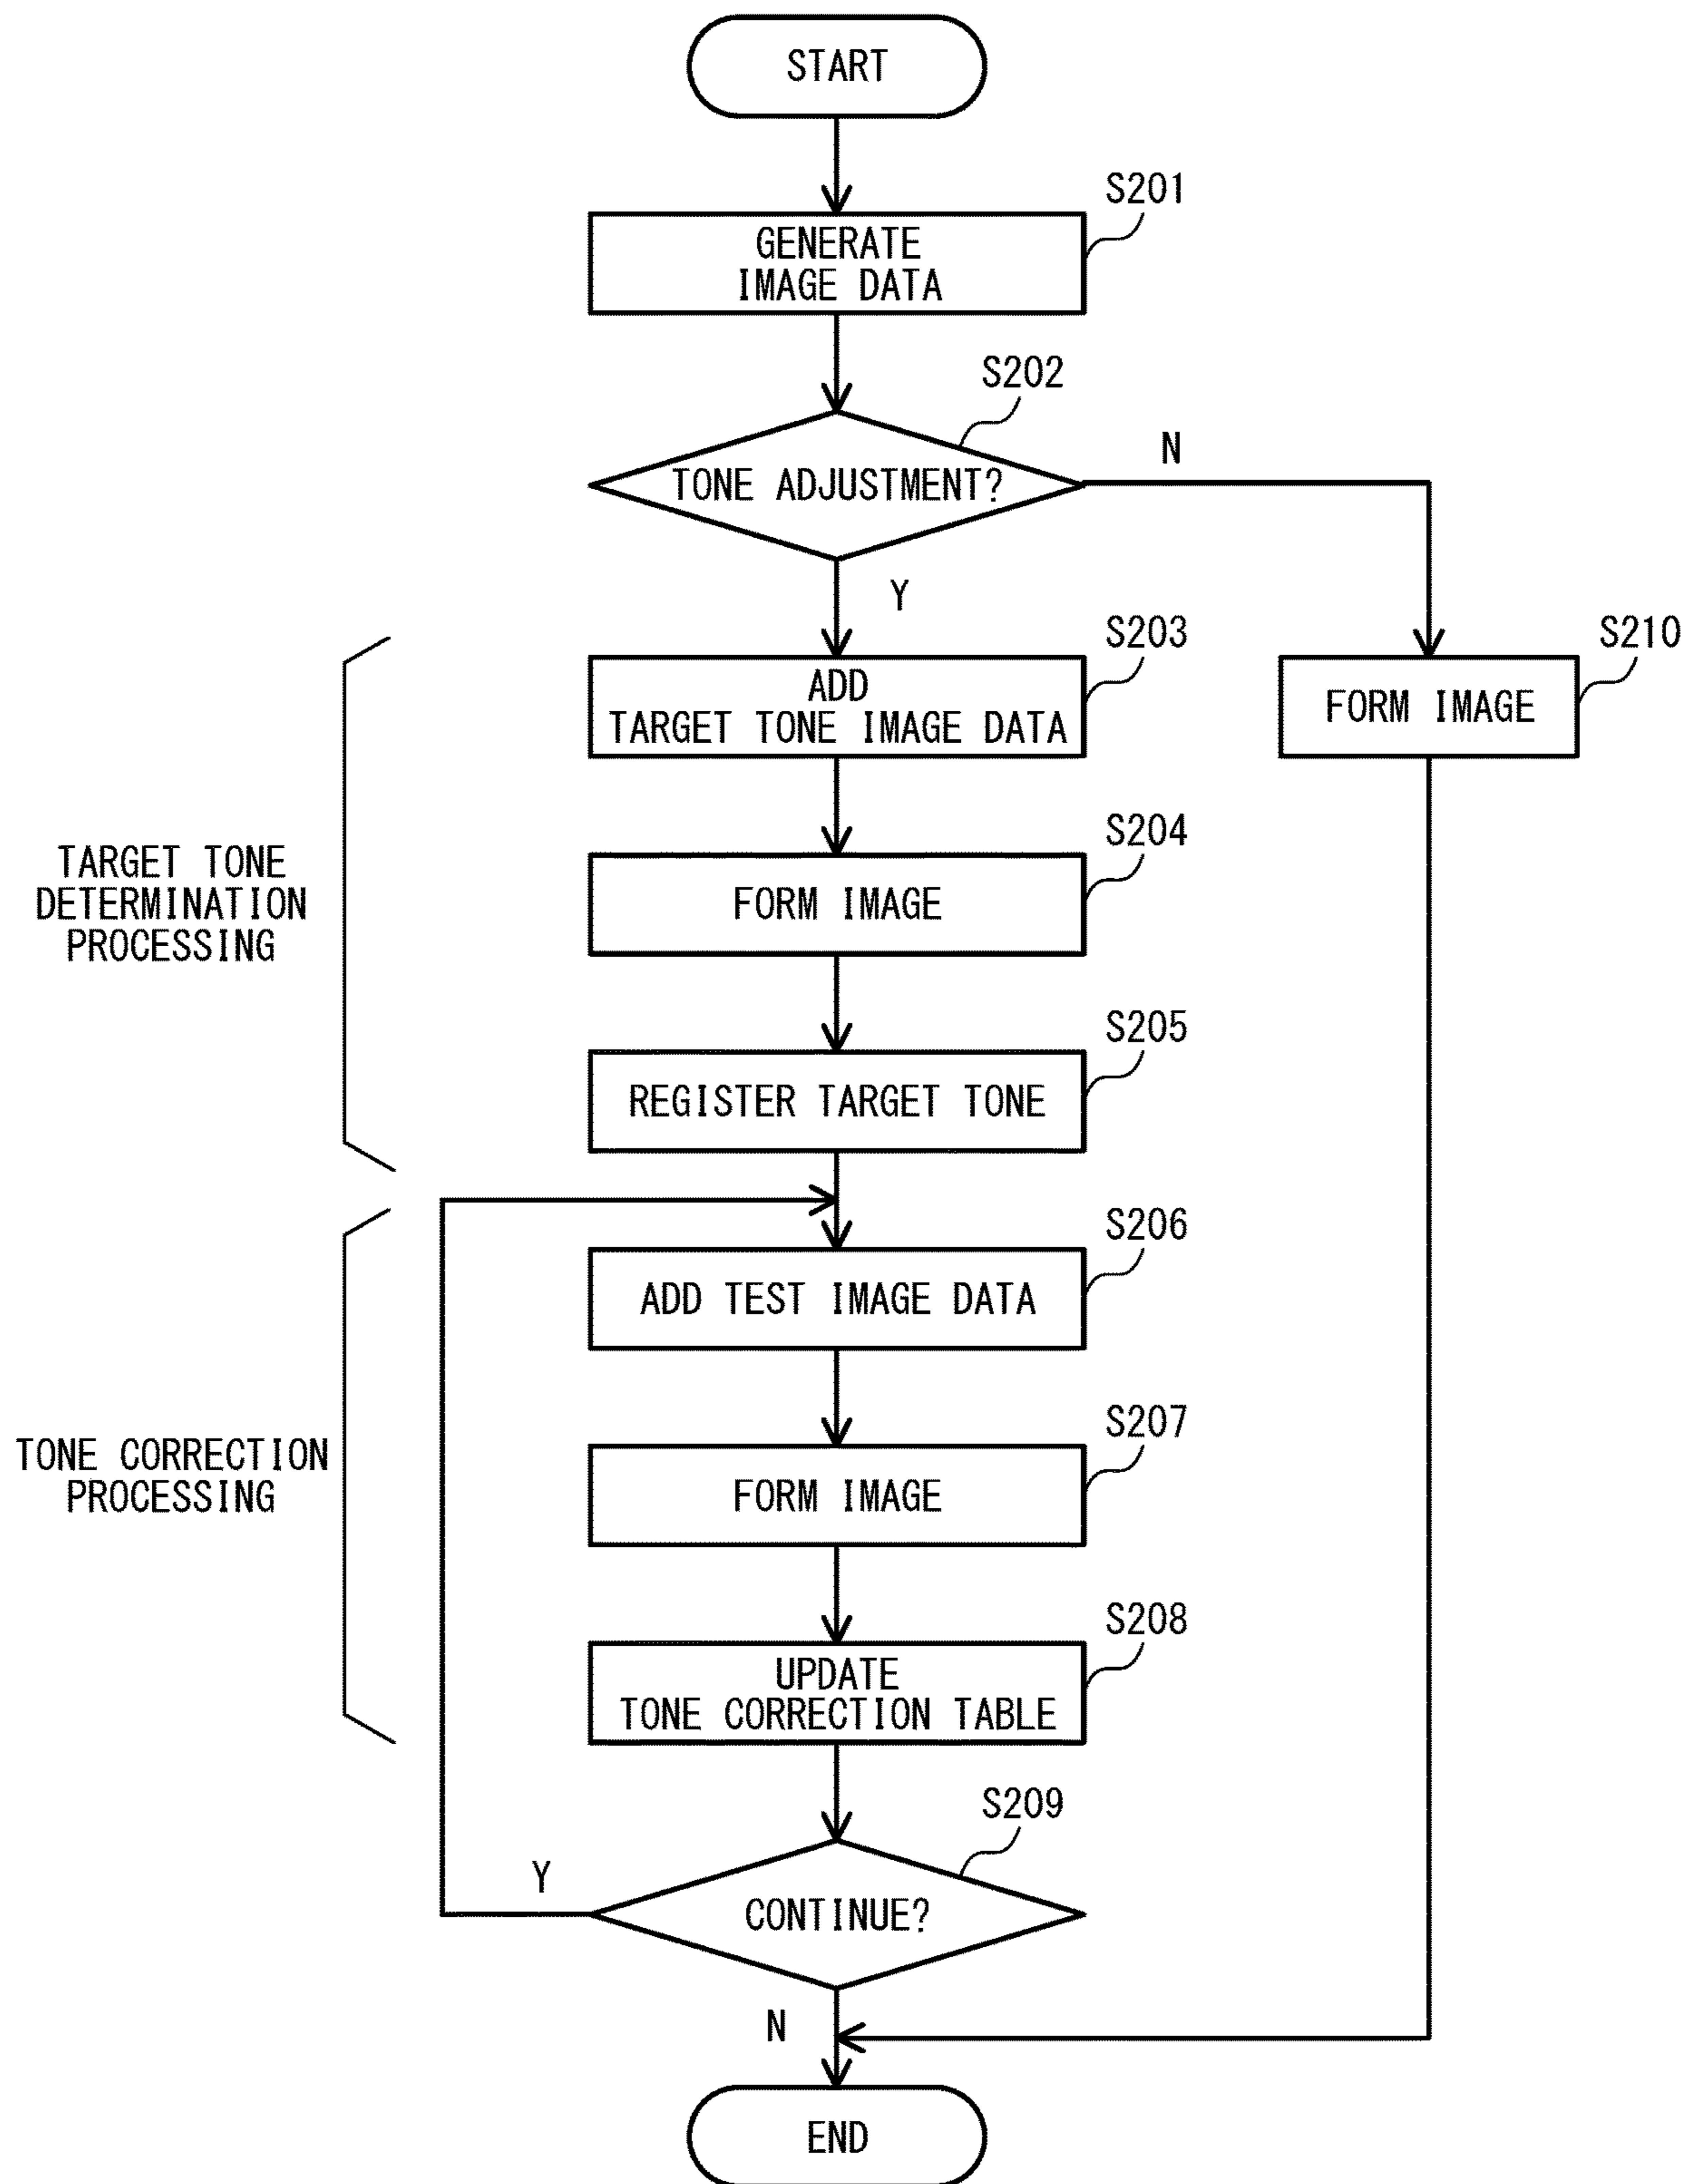 START
S201
GENERATE
IMAGE DATA
S202
TONE ADJUSTMENT?
N
Y
S203
ADD
TARGET TONE IMAGE DATA
S210
FORM IMAGE
TARGET TONE
DETERMINATION
PROCESSING
S204
FORM IMAGE
S205
REGISTER TARGET TONE
S206
ADD TEST IMAGE DATA
TONE CORRECTION
PROCESSING
S207
FORM IMAGE
S208
UPDATE
TONE CORRECTION TABLE
S209
Y
CONTINUE?
N
END